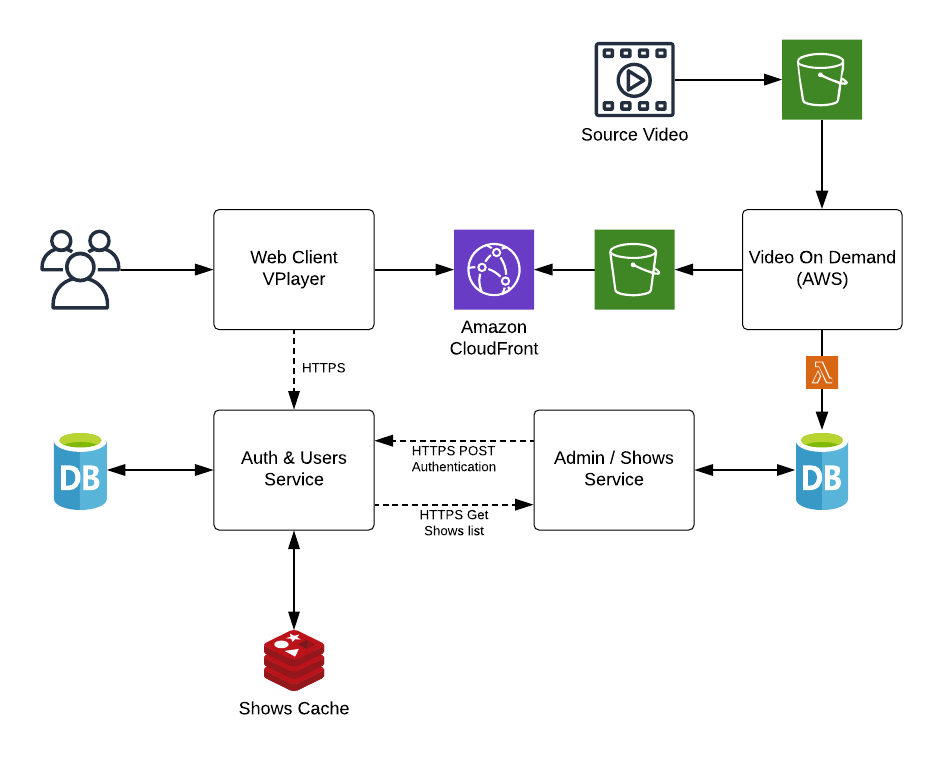 Source Video
Web Client
VPlayer
Video On Demand
(AWS)
Amazon
CloudFront
HTTPS
DB
Auth & Users
Service
HTTPS POST
Authentication
HTTPS Get
Shows list
Admin / Shows
Service
DB
Shows Cache